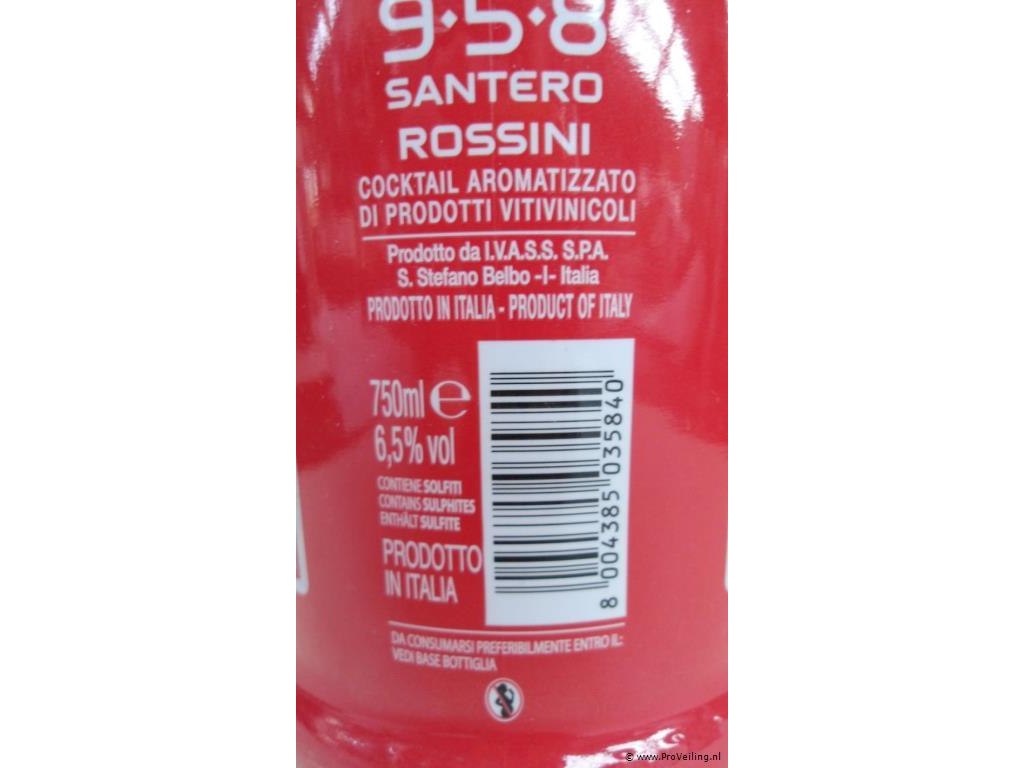 9·5·8
SANTERO
ROSSINI
COCKTAIL AROMATIZZATO
DI PRODOTTI VITIVINICOLI
Prodotto da I.V.A.S.S. S.P.A.
S. Stefano Belbo -I- Italia
PRODOTTO IN ITALIA - PRODUCT OF ITALY
750ml e
6,5% vol
CONTIENE SOLFITI
CONTAINS SULPHITES
ENTHÄLT SULFITE
PRODOTTO
IN ITALIA
8 004385 035840
DA CONSUMARSI PREFERIBILMENTE ENTRO IL:
VEDI BASE BOTTIGLIA
© www.ProVeiling.nl